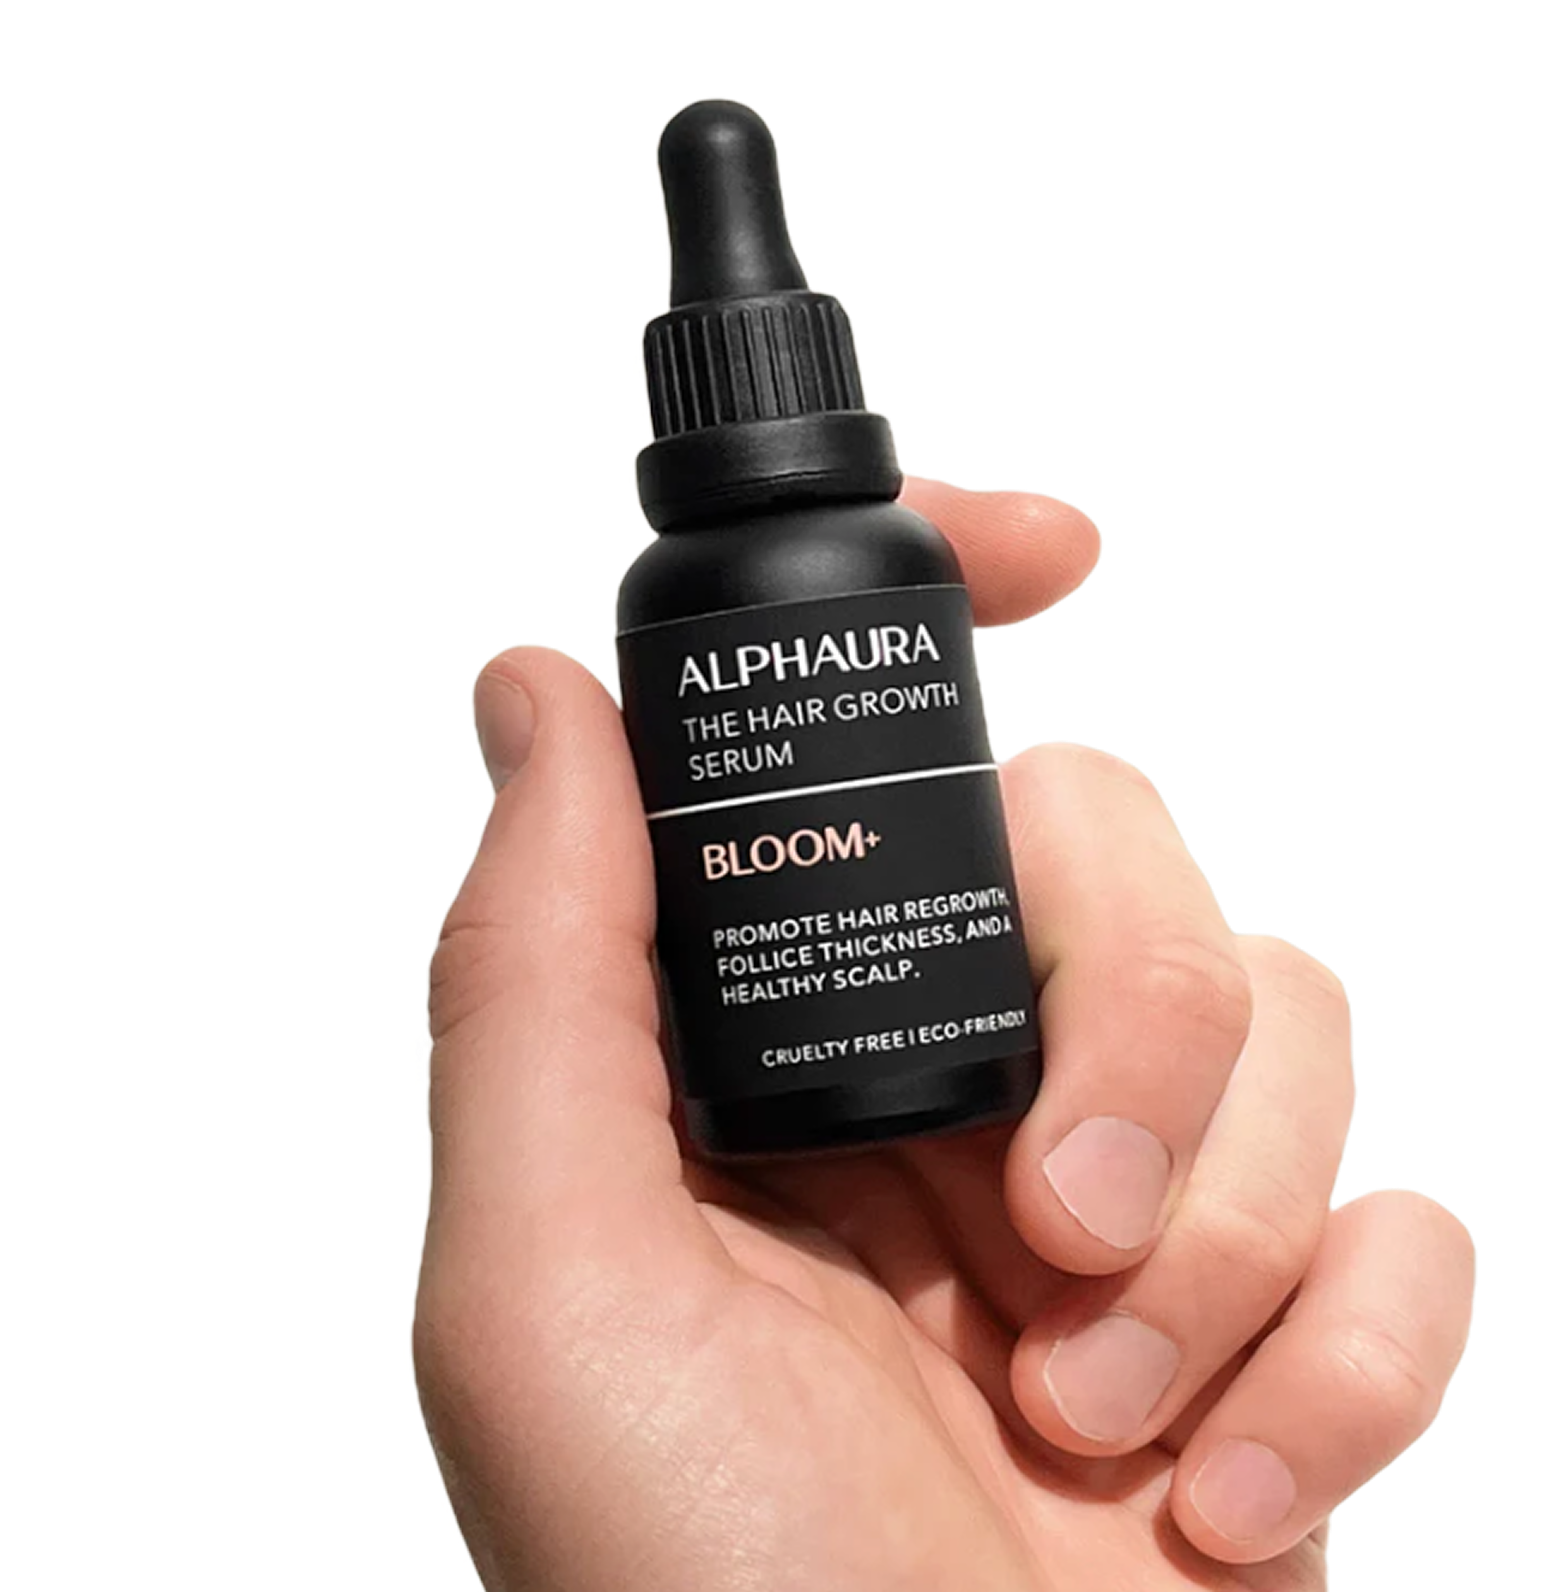 ALPHAURA
THE HAIR GROWTH
SERUM
BLOOM+
PROMOTE HAIR REGROWTH,
FOLLICE THICKNESS, AND A
HEALTHY SCALP.
CRUELTY FREE | ECO-FRIENDLY